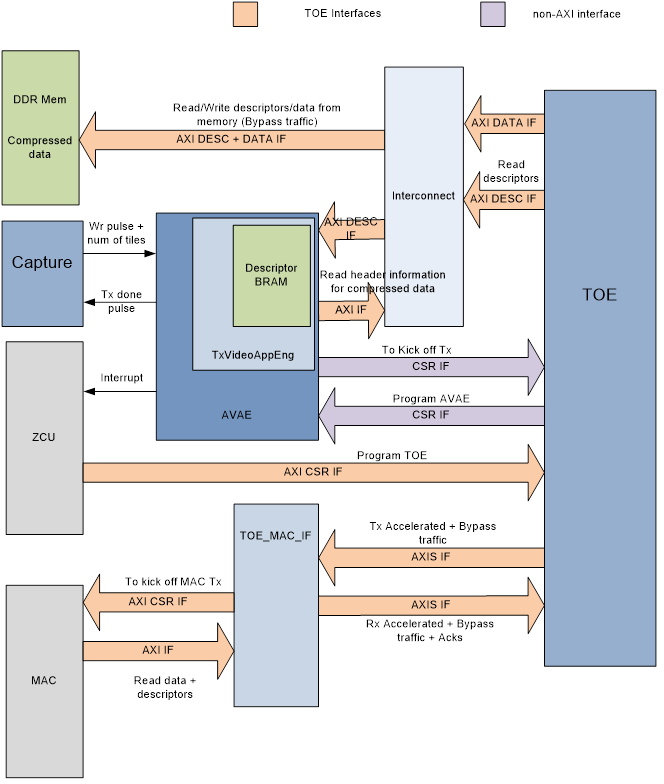 TOE Interfaces
non-AXI interface
DDR Mem
Compressed
data
Read/Write descriptors/data from
memory (Bypass traffic)
AXI DESC + DATA IF
Interconnect
AXI DATA IF
Read
descriptors
AXI DESC IF
TOE
Capture
Wr pulse +
num of tiles
Tx done
pulse
Descriptor
BRAM
TxVideoAppEng
AVAE
AXI DESC
IF
Read header information
for compressed data
AXI IF
To Kick off Tx
CSR IF
Program AVAE
CSR IF
Interrupt
ZCU
Program TOE
AXI CSR IF
TOE_MAC_IF
Tx Accelerated + Bypass
traffic
AXIS IF
AXIS IF
Rx Accelerated + Bypass
traffic + Acks
To kick off MAC Tx
AXI CSR IF
AXI IF
Read data +
descriptors
MAC